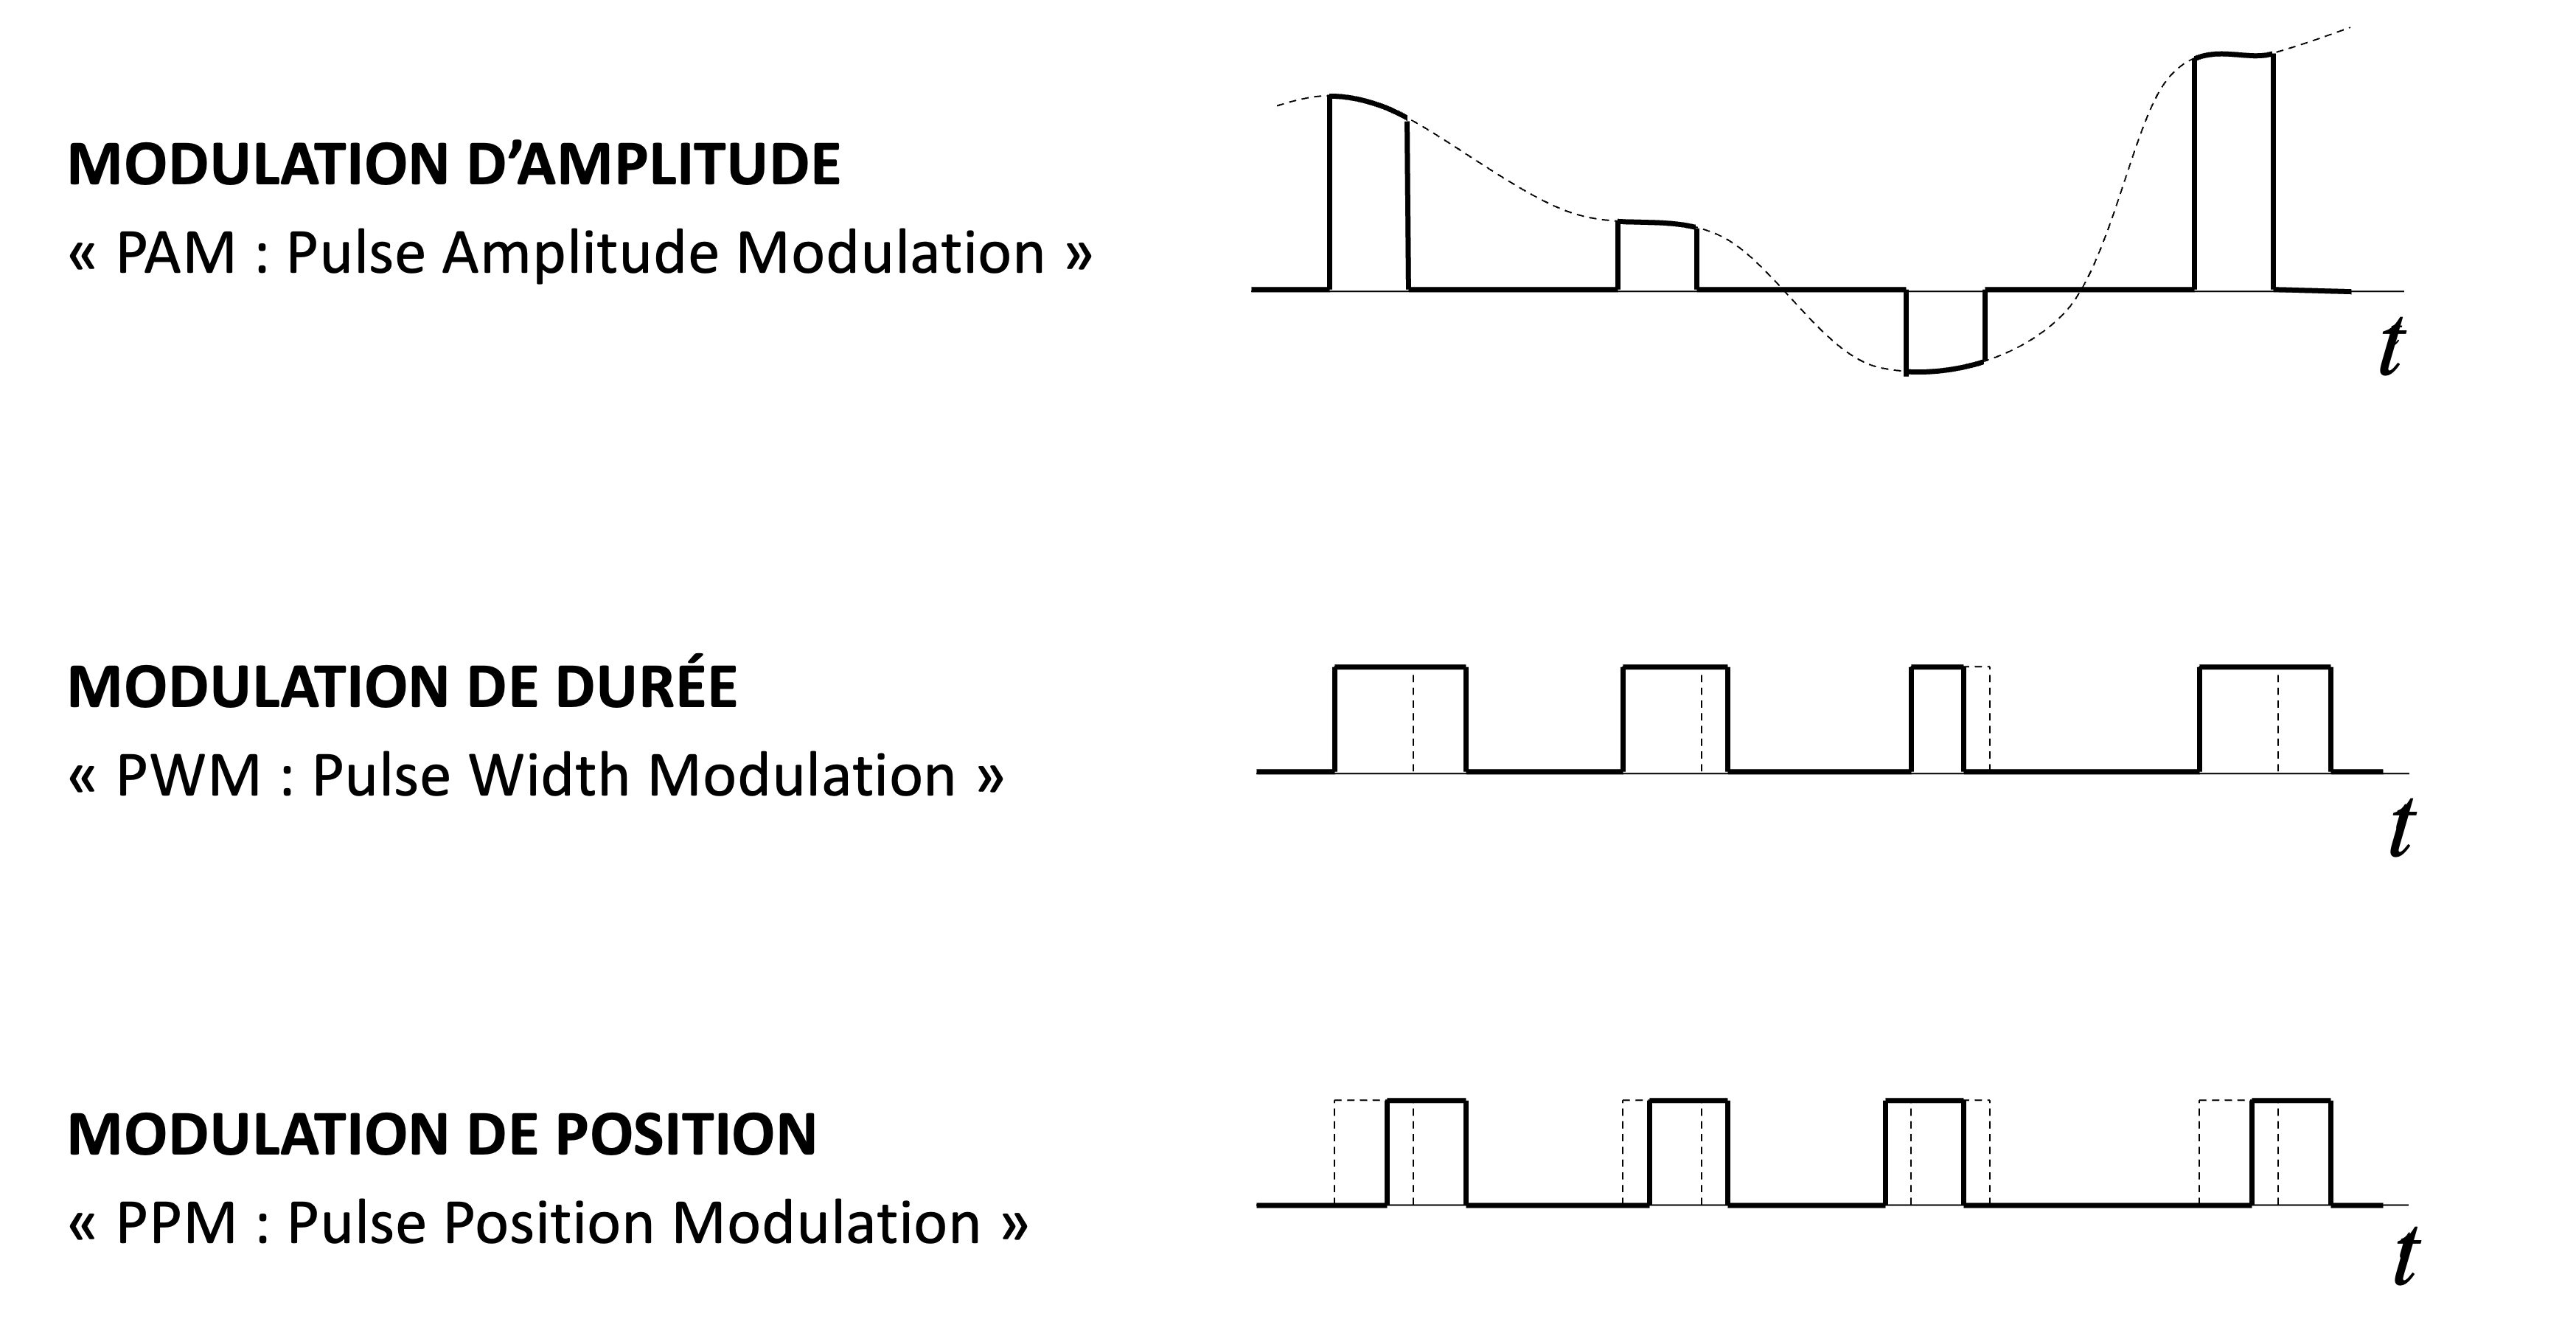 MODULATION D’AMPLITUDE
« PAM : Pulse Amplitude Modulation »
t
MODULATION DE DURÉE
« PWM : Pulse Width Modulation »
t
MODULATION DE POSITION
« PPM : Pulse Position Modulation »
t